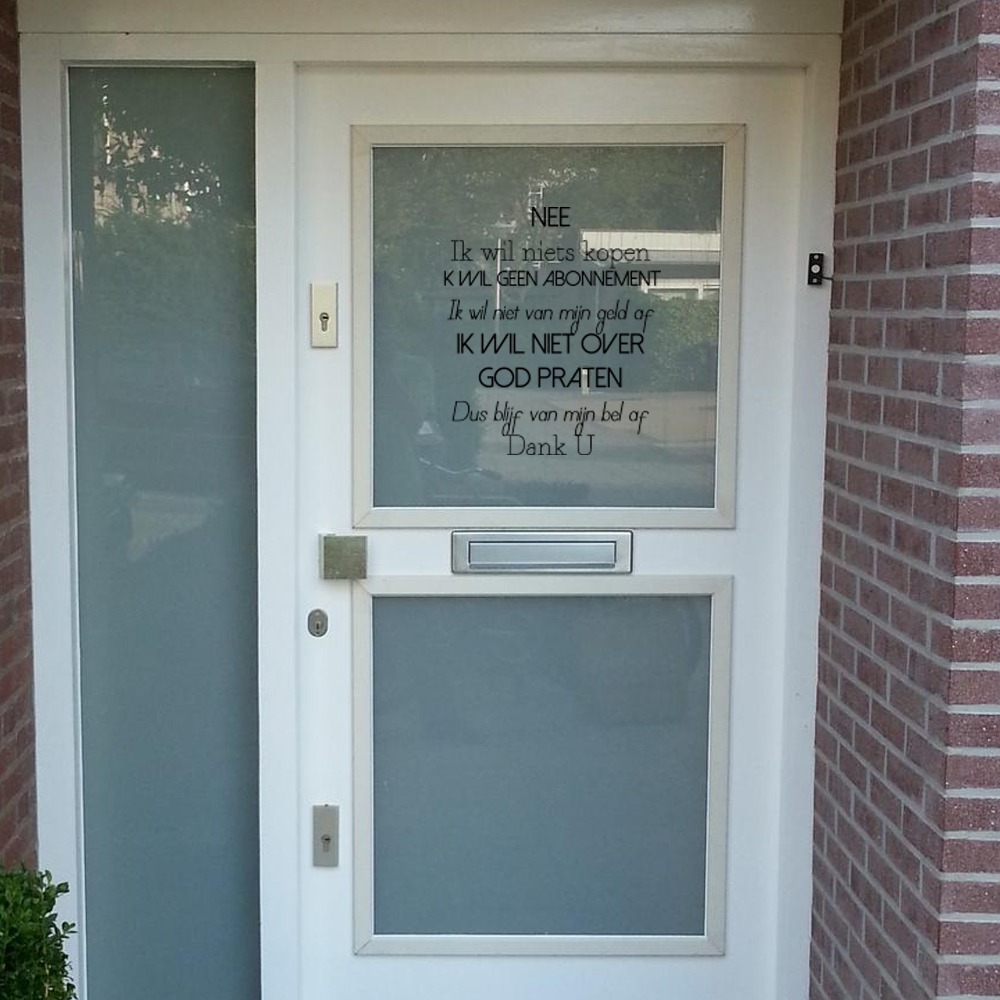 NEE
Ik wil niets kopen
K WIL GEEN ABONNEMENT
Ik wil niet van mijn geld af
IK WIL NIET OVER
GOD PRATEN
Dus blijf van mijn bel af
Dank U